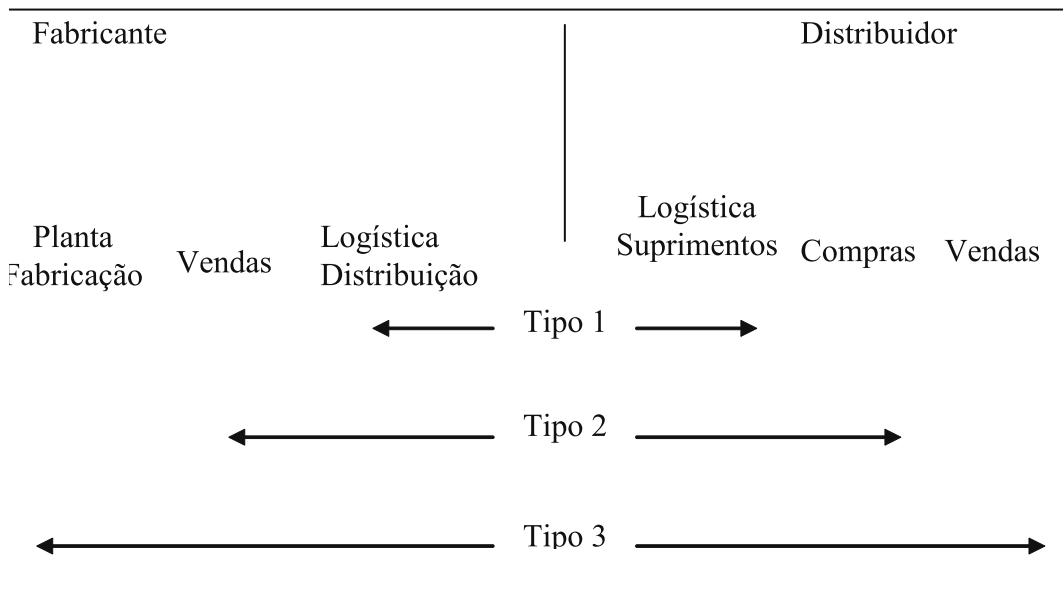 Fabricante
Distribuidor
Planta
Fabricação
Vendas
Logística
Distribuição
Logística
Suprimentos
Compras
Vendas
Tipo 1
Tipo 2
Tipo 3